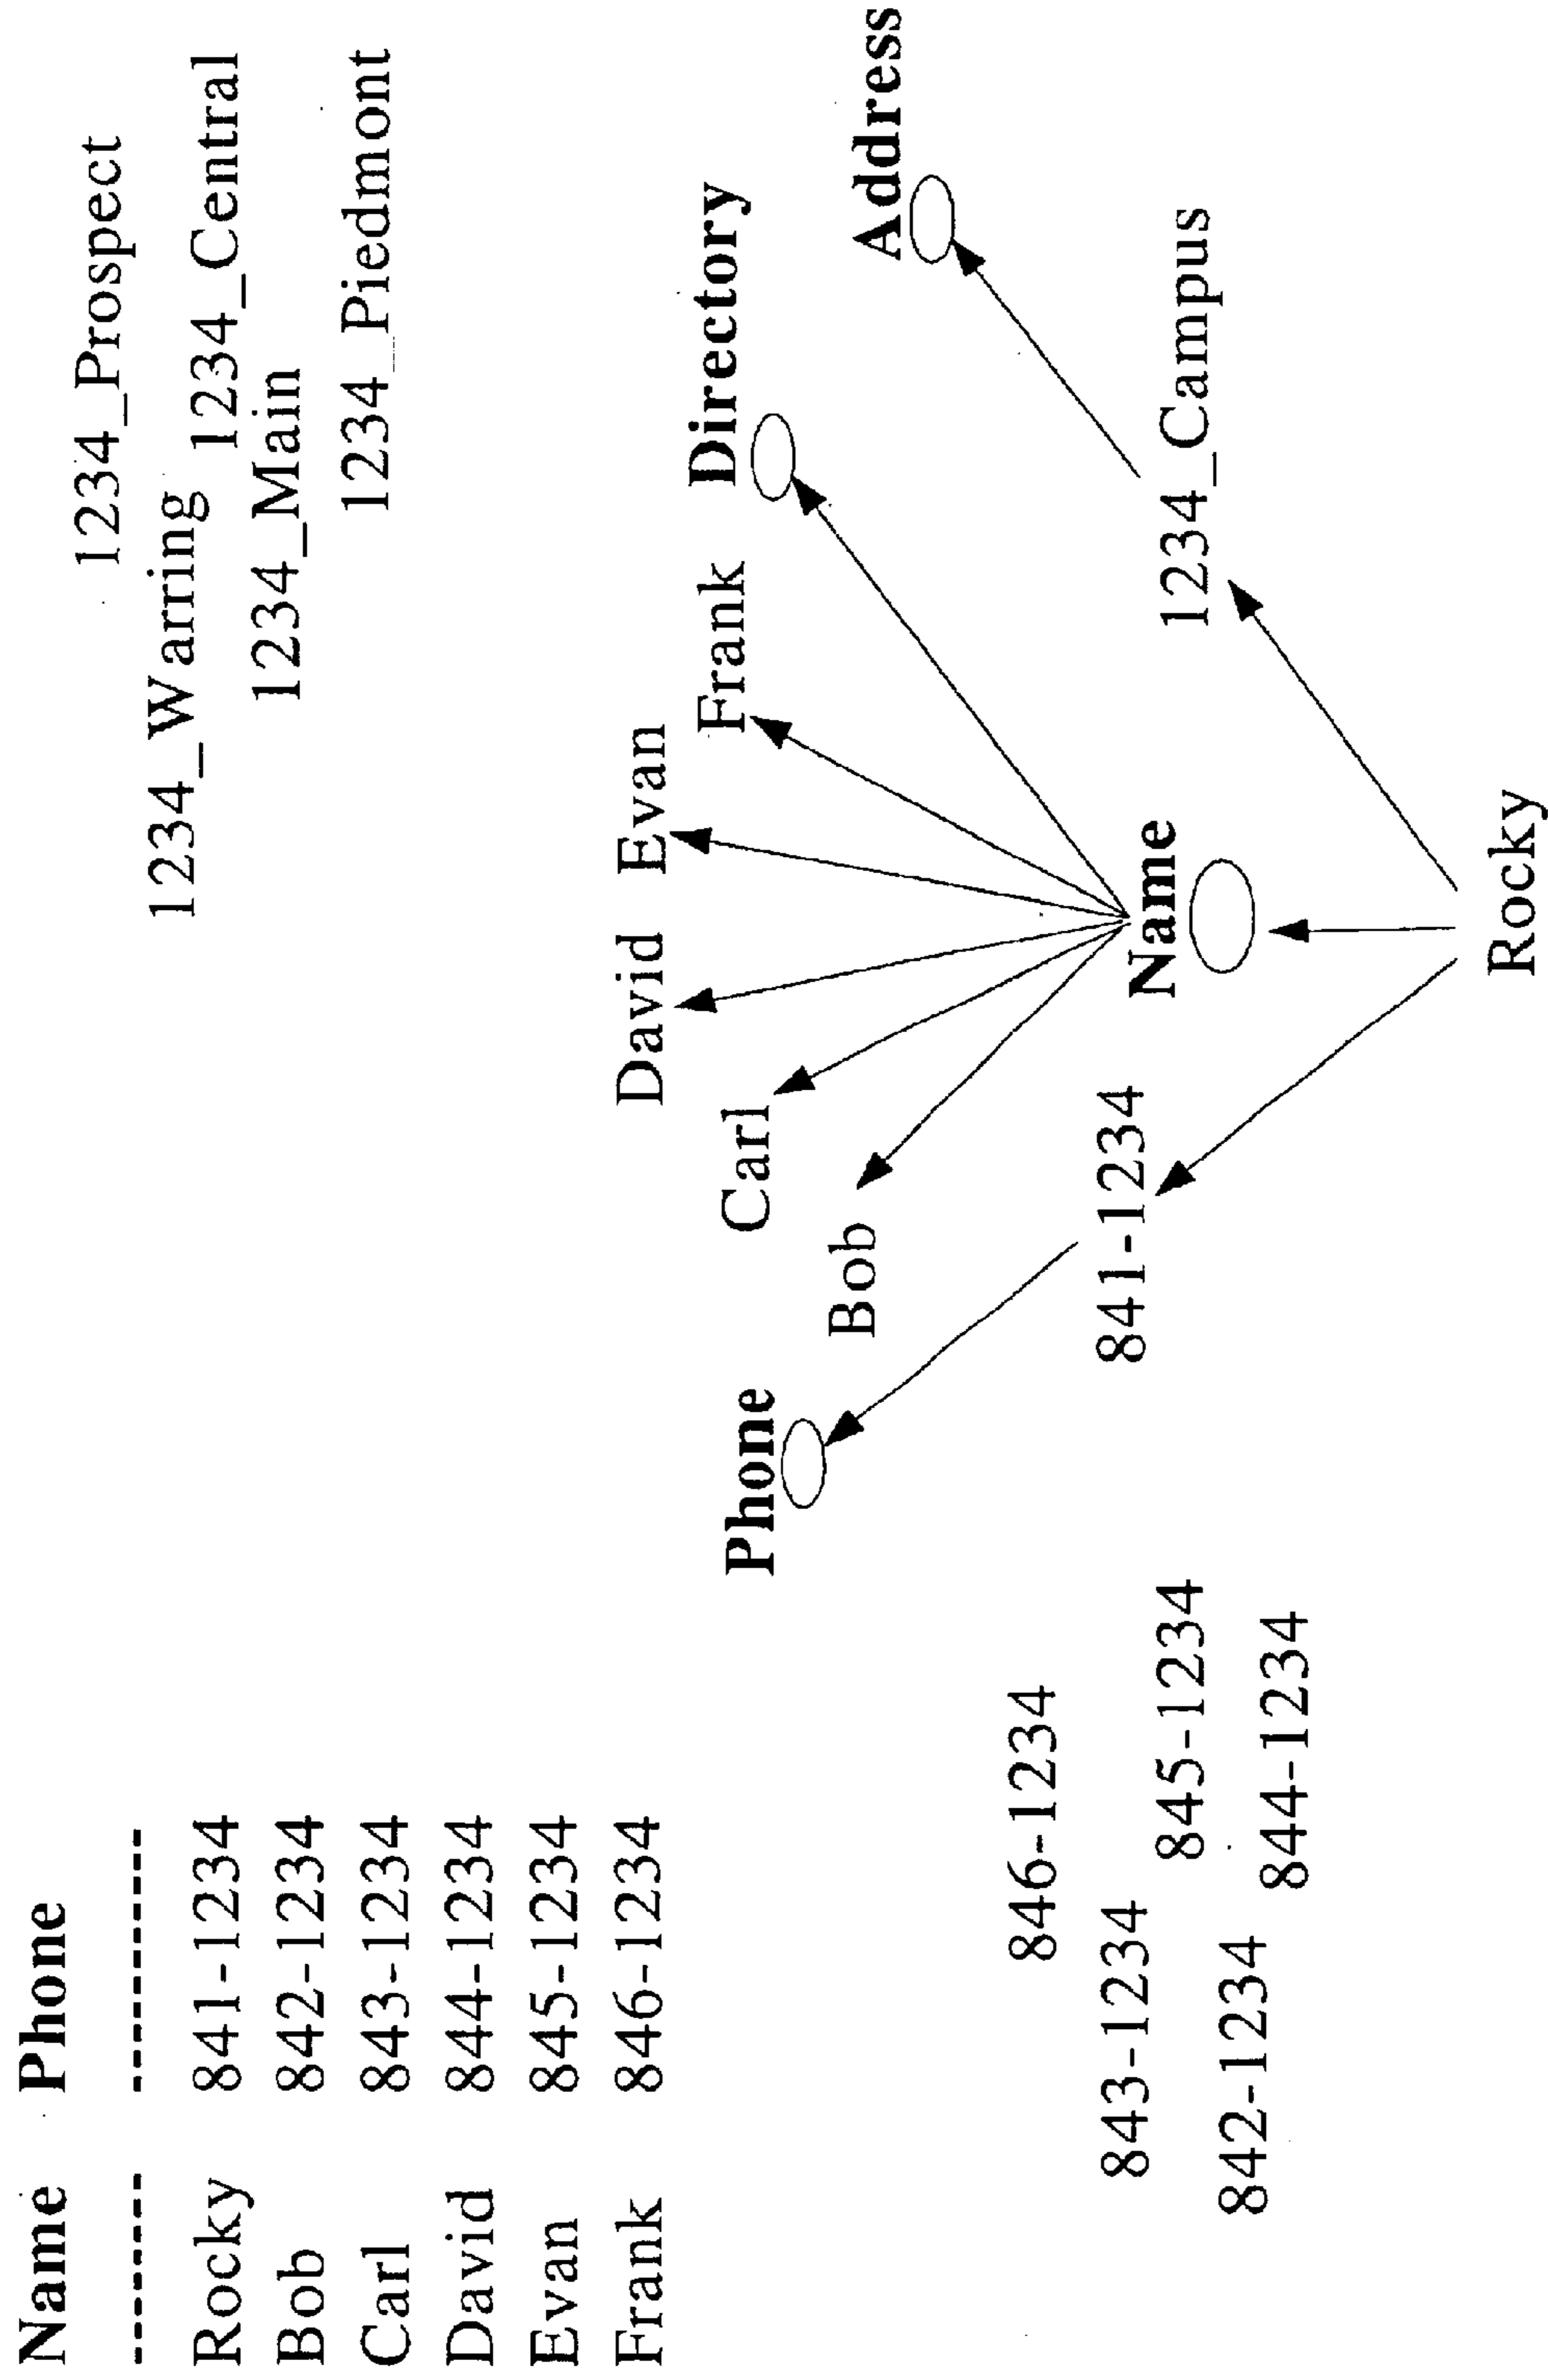 Name Phone
------ ----------
Rocky 841-1234
Bob 842-1234
Carl 843-1234
David 844-1234
Evan 845-1234
Frank 846-1234
1234_Prospect
1234_Warring 1234_Central
1234_Main
1234_Piedmont
David Evan
Carl Frank Directory
Phone
Bob Address
846-1234
843-1234 841-1234 Name
845-1234 1234_Campus
842-1234
844-1234
Rocky